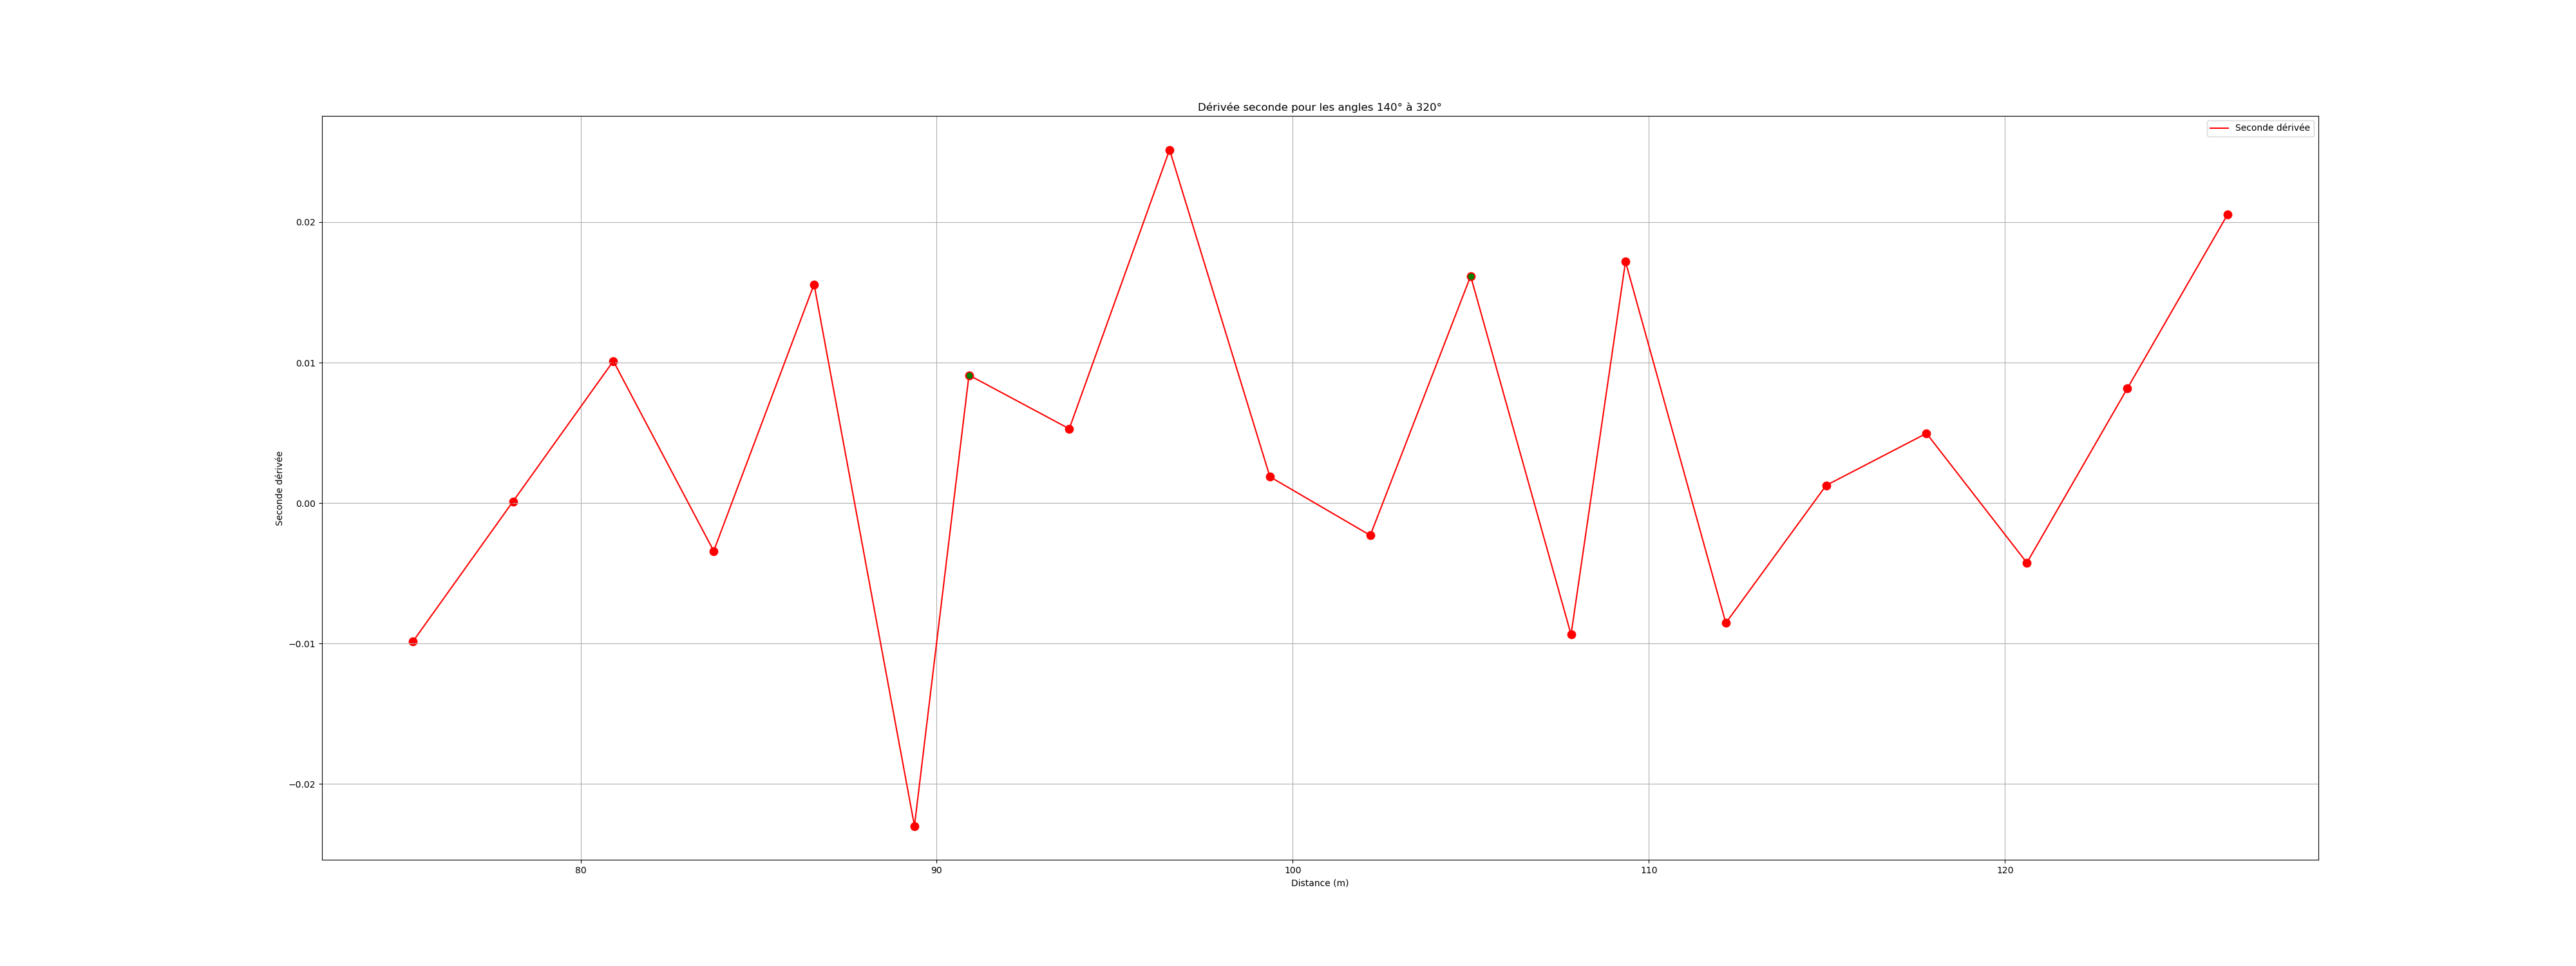 Dérivée seconde pour les angles 140° à 320°
Seconde dérivée
0.02
0.01
0.00
−0.01
−0.02
Seconde dérivée
80
90
100
110
120
Distance (m)